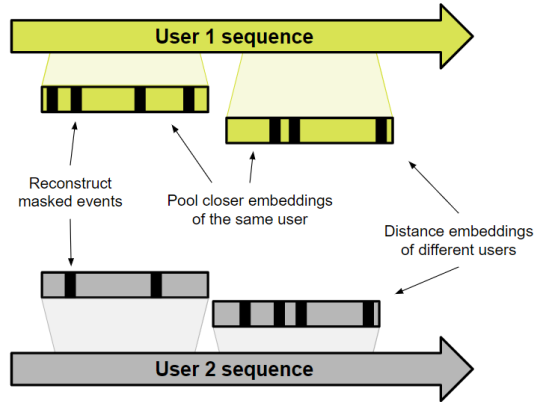 User 1 sequence
Reconstruct
masked events
Pool closer embeddings
of the same user
Distance embeddings
of different users
User 2 sequence